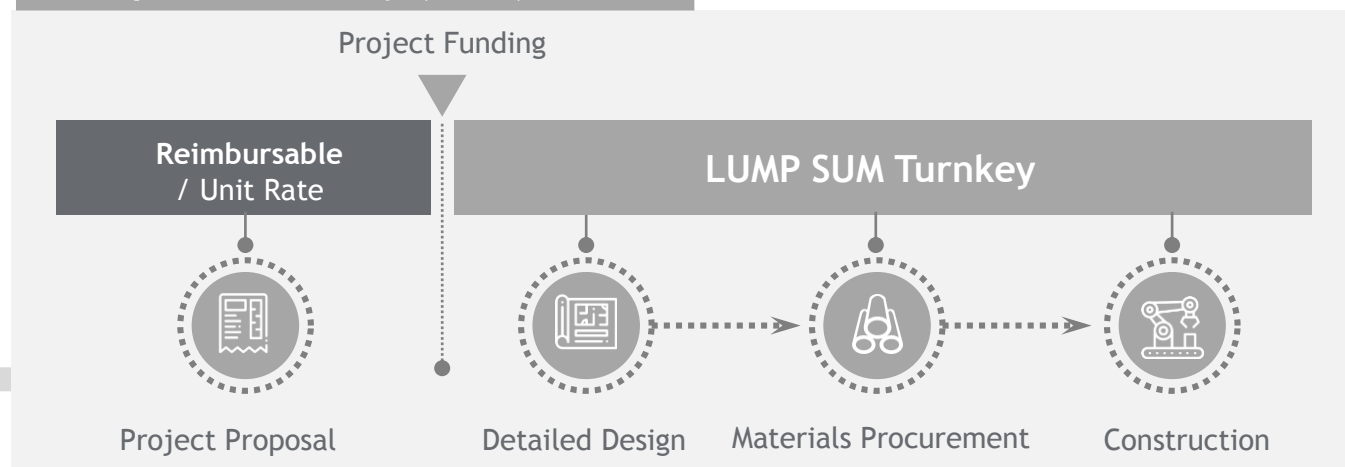 Project Funding
Reimbursable
/ Unit Rate
LUMP SUM Turnkey
Project Proposal
Detailed Design
Materials Procurement
Construction